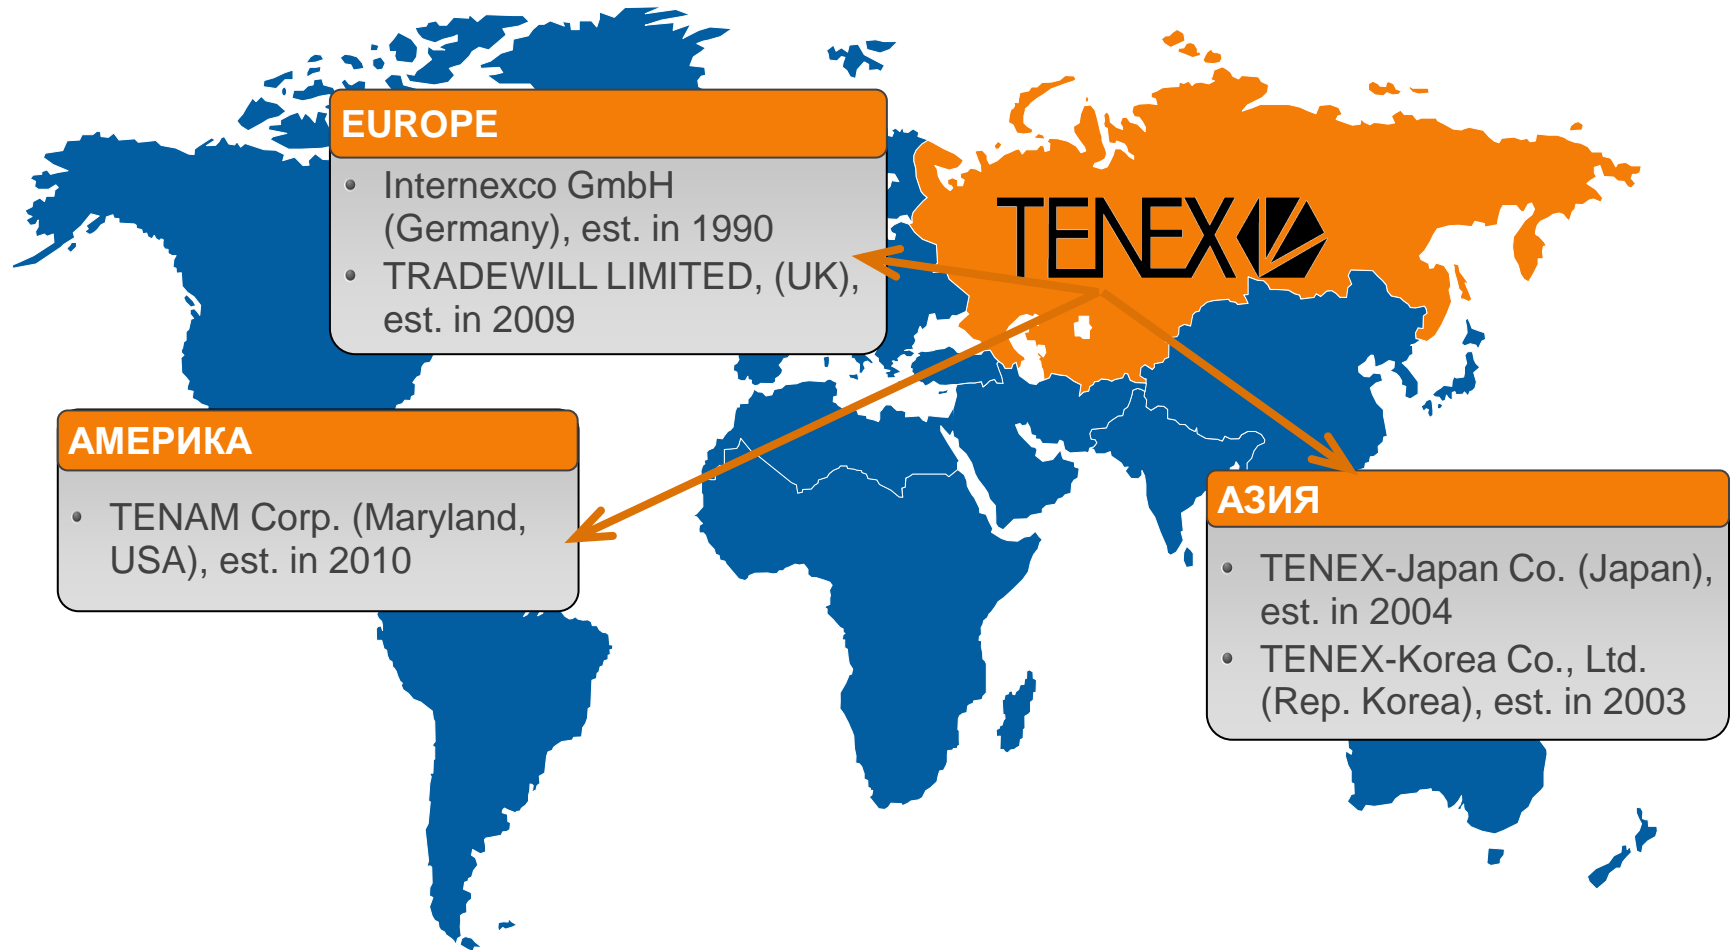 EUROPE
• Internexco GmbH
(Germany), est. in 1990
• TRADEWILL LIMITED, (UK),
est. in 2009
TENEX
АМЕРИКА
• TENAM Corp. (Maryland,
USA), est. in 2010
АЗИЯ
• TENEX-Japan Co. (Japan),
est. in 2004
• TENEX-Korea Co., Ltd.
(Rep. Korea), est. in 2003